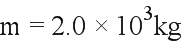 m = 2.0 × 10³kg